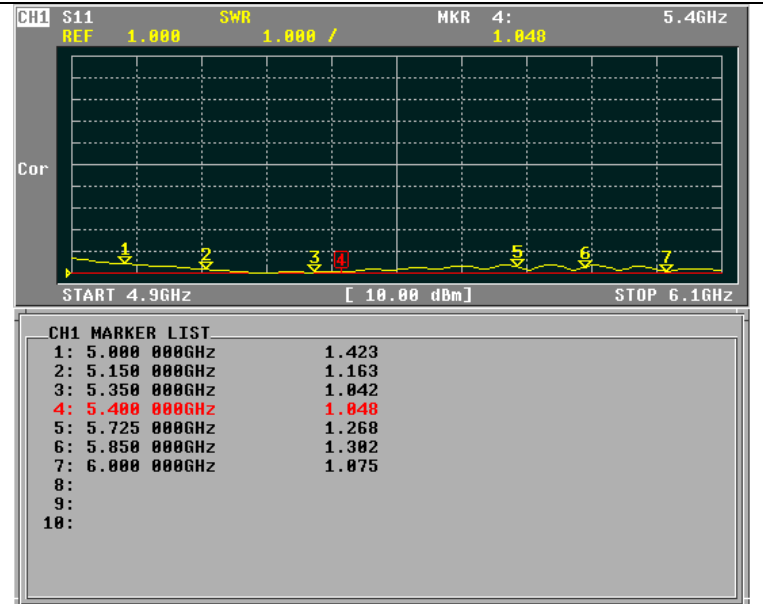 CH1 S11 SWR MKR 4: 5.4GHz
REF 1.000 1.000 / 1.048
Cor
1 2 3 4 5 6 7
START 4.9GHz [ 10.00 dBm] STOP 6.1GHz
CH1 MARKER LIST
1: 5.000 000GHz 1.423
2: 5.150 000GHz 1.163
3: 5.350 000GHz 1.042
4: 5.400 000GHz 1.048
5: 5.725 000GHz 1.268
6: 5.850 000GHz 1.302
7: 6.000 000GHz 1.075
8:
9:
10: